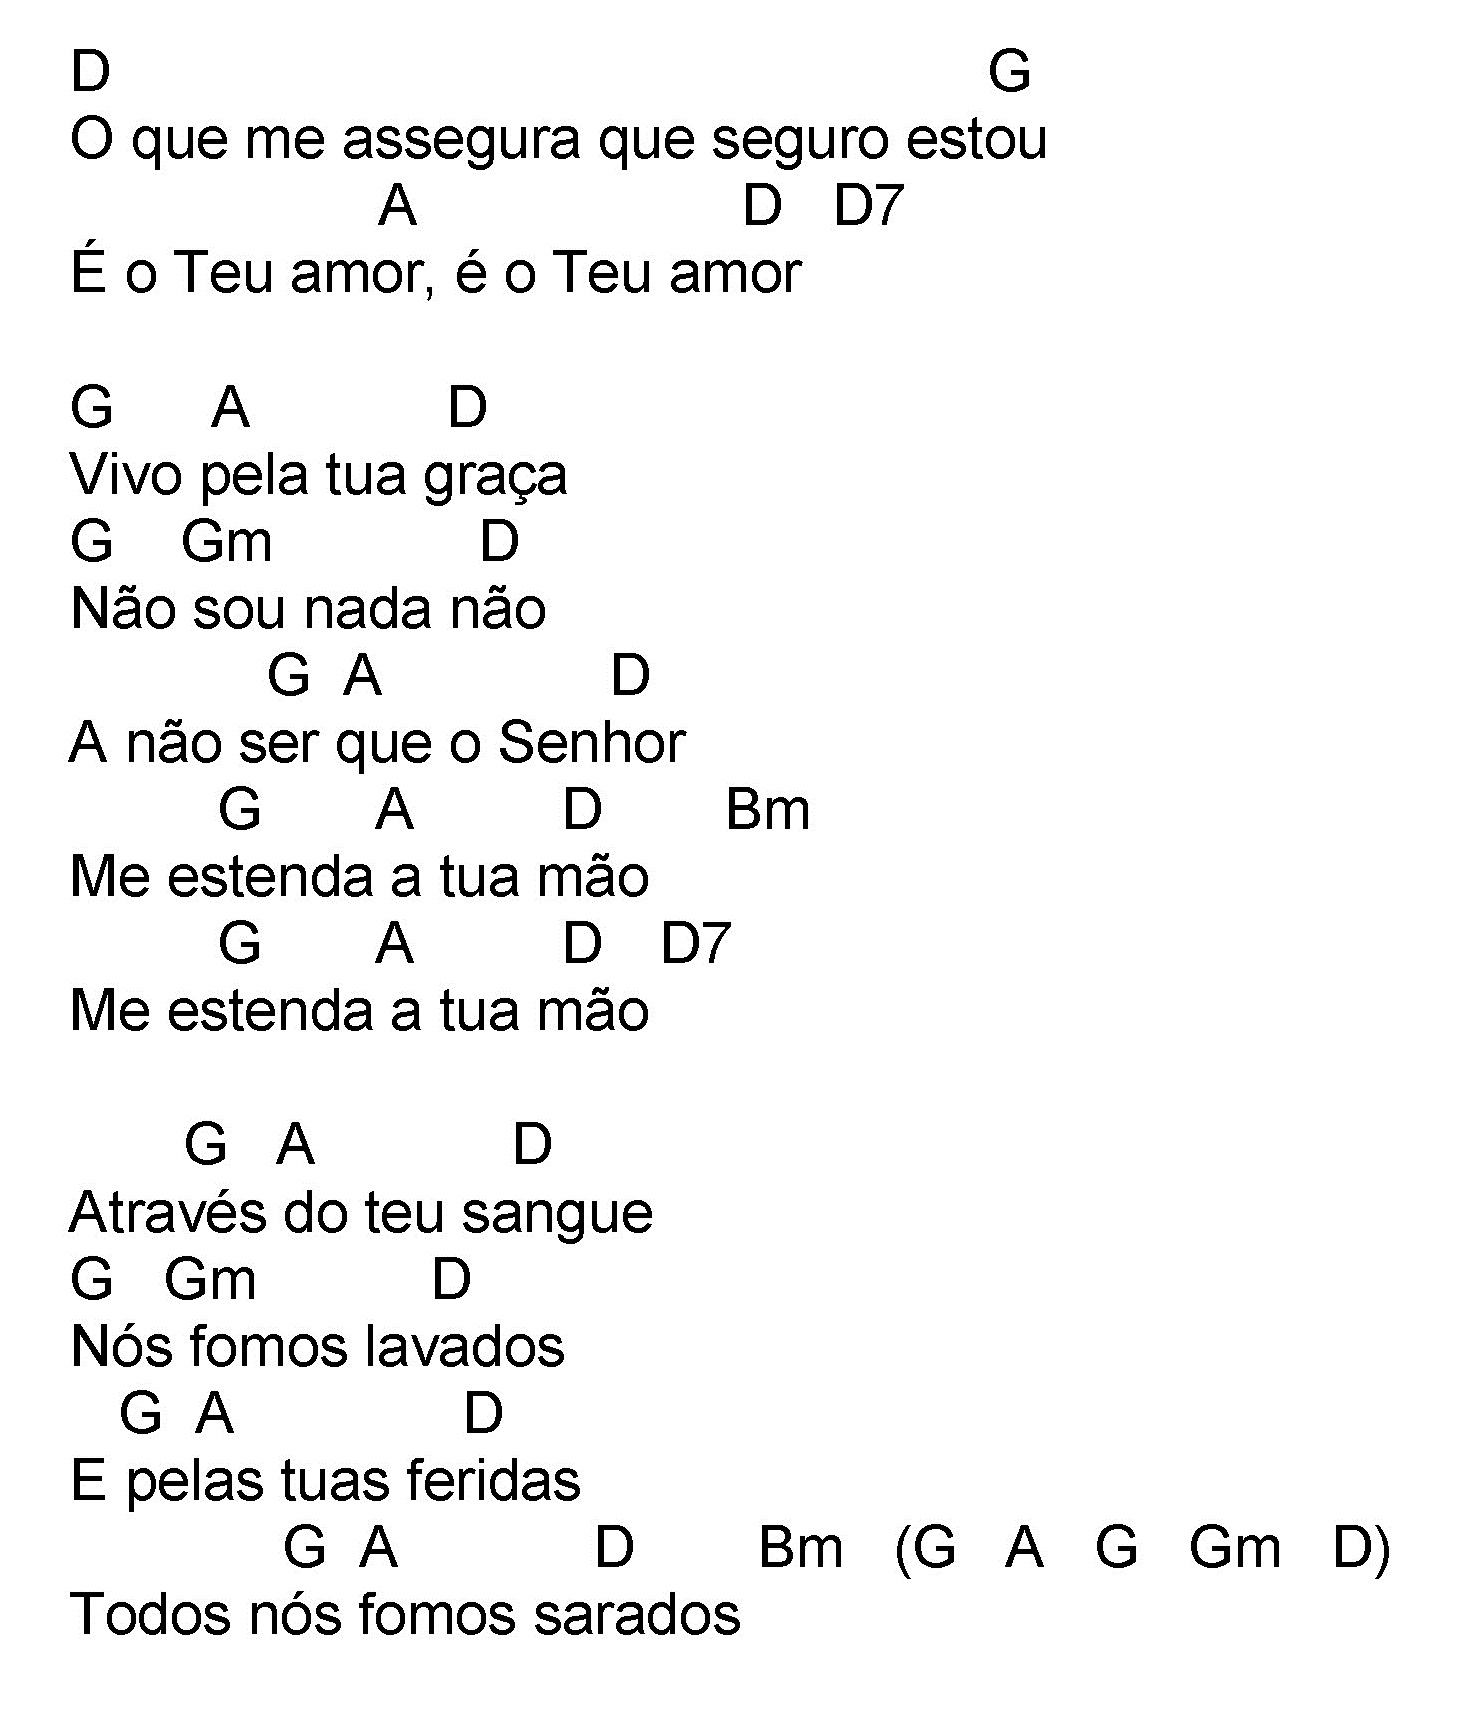 D G
O que me assegura que seguro estou
A D D7
É o Teu amor, é o Teu amor
G A D
Vivo pela tua graça
G Gm D
Não sou nada não
G A D
A não ser que o Senhor
G A D Bm
Me estenda a tua mão
G A D D7
Me estenda a tua mão
G A D
Através do teu sangue
G Gm D
Nós fomos lavados
G A D
E pelas tuas feridas
G A D Bm (G A G Gm D)
Todos nós fomos sarados